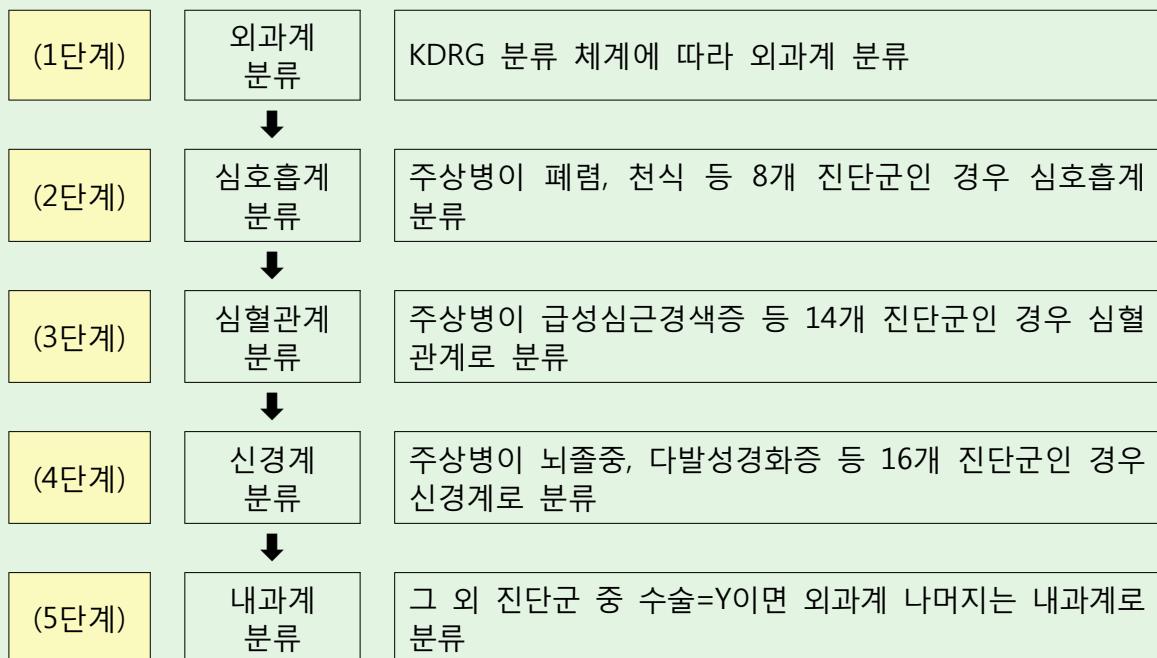 (1단계)
외과계
분류
KDRG 분류 체계에 따라 외과계 분류
(2단계)
심호흡계
분류
주상병이 폐렴, 천식 등 8개 진단군인 경우 심호흡계
분류
(3단계)
심혈관계
분류
주상병이 급성심근경색증 등 14개 진단군인 경우 심혈
관계로 분류
(4단계)
신경계
분류
주상병이 뇌졸중, 다발성경화증 등 16개 진단군인 경우
신경계로 분류
(5단계)
내과계
분류
그 외 진단군 중 수술=Y이면 외과계 나머지는 내과계로
분류